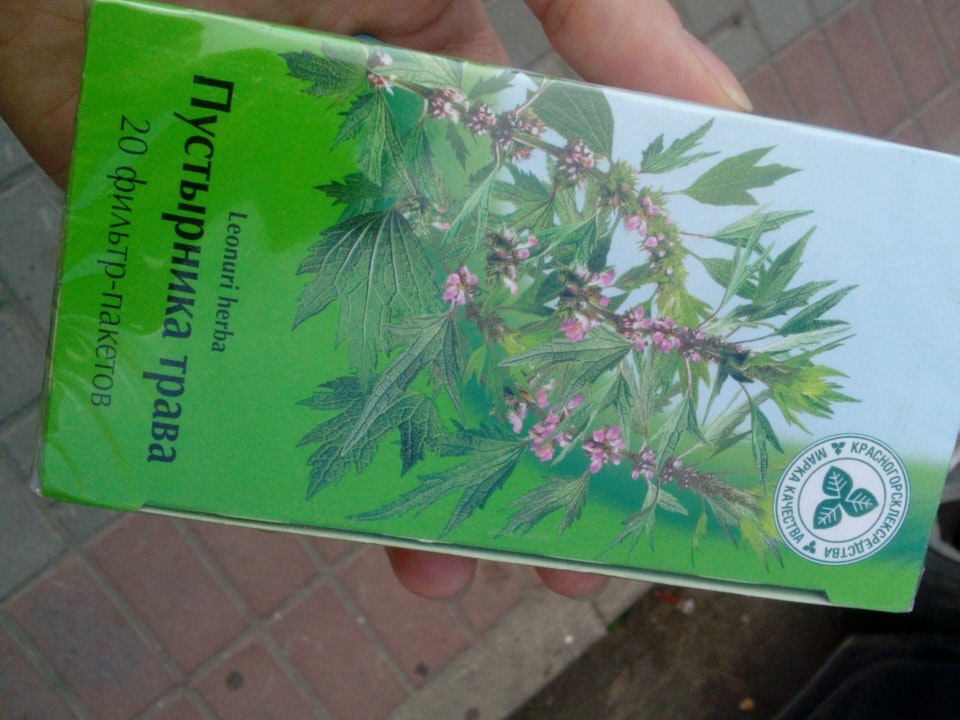 КРАСНОГОРСКЛЕКСРЕДСТВА
МАРКА КАЧЕСТВА
Leonuri herba
Пустырника трава
20 фильтр-пакетов